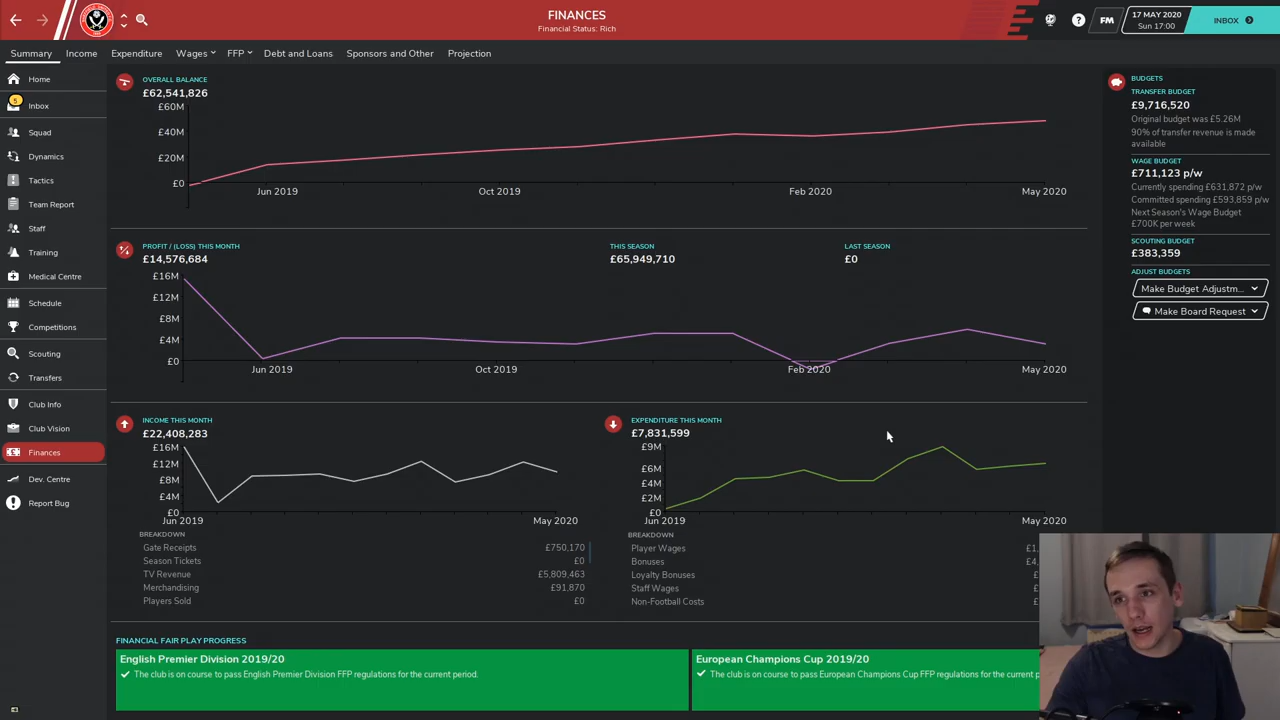 FINANCES
Financial Status: Rich
FM
17 MAY 2020
Sun 17:00
INBOX
Summary
Income
Expenditure
Wages
FFP
Debt and Loans
Sponsors and Other
Projection
Home
5
Inbox
Squad
Dynamics
Tactics
Team Report
Staff
Training
Medical Centre
Schedule
Competitions
Scouting
Transfers
Club Info
Club Vision
Finances
Dev. Centre
Report Bug
OVERALL BALANCE
£62,541,826
£60M
£40M
£20M
£0
Jun 2019
Oct 2019
Feb 2020
May 2020
PROFIT / (LOSS) THIS MONTH
£14,576,684
THIS SEASON
£65,949,710
LAST SEASON
£0
£16M
£12M
£8M
£4M
£0
Jun 2019
Oct 2019
Feb 2020
May 2020
INCOME THIS MONTH
£22,408,283
£16M
£12M
£8M
£4M
£0
Jun 2019
May 2020
BREAKDOWN
Gate Receipts £750,170
Season Tickets £0
TV Revenue £5,809,463
Merchandising £91,870
Players Sold £0
EXPENDITURE THIS MONTH
£7,831,599
£9M
£6M
£4M
£2M
£0
Jun 2019
May 2020
BREAKDOWN
Player Wages £1,
Bonuses £4,
Loyalty Bonuses £
Staff Wages £
Non-Football Costs £
FINANCIAL FAIR PLAY PROGRESS
English Premier Division 2019/20
The club is on course to pass English Premier Division FFP regulations for the current period.
European Champions Cup 2019/20
The club is on course to pass European Champions Cup FFP regulations for the current p
BUDGETS
TRANSFER BUDGET
£9,716,520
Original budget was £5.26M
90% of transfer revenue is made
available
WAGE BUDGET
£711,123 p/w
Currently spending £631,872 p/w
Committed spending £593,859 p/w
Next Season's Wage Budget
£700K per week
SCOUTING BUDGET
£383,359
ADJUST BUDGETS
Make Budget Adjustm...
Make Board Request